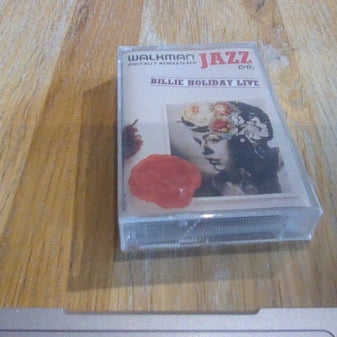 WALKMAN JAZZ
DIGITALLY REMASTERED
BILLIE HOLIDAY LIVE